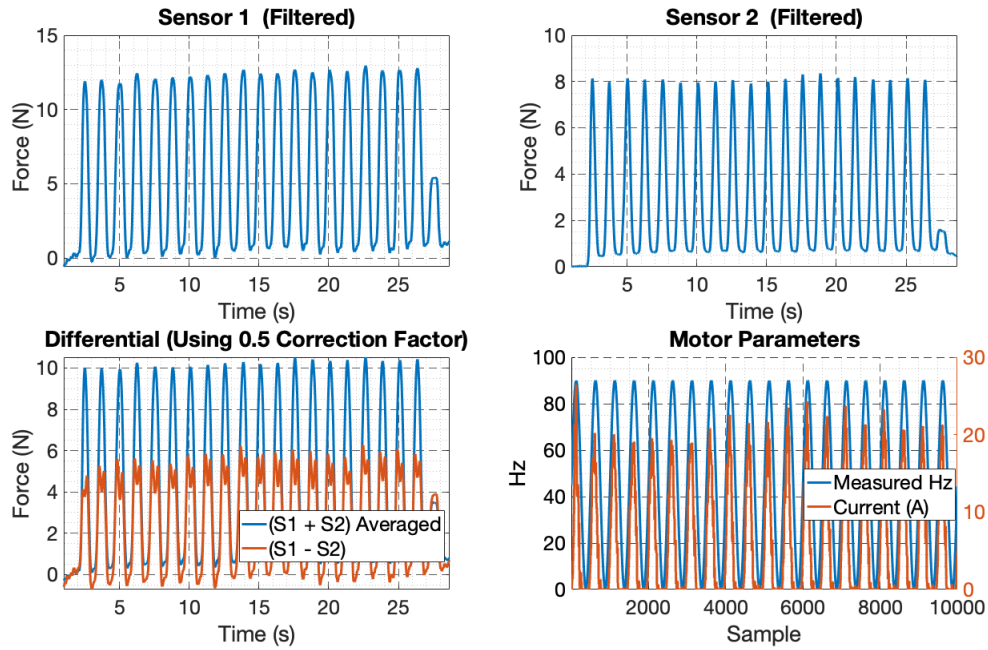 Sensor 1 (Filtered)
15
10
5
0
Force (N)
5 10 15 20 25
Time (s)
Sensor 2 (Filtered)
10
8
6
4
2
0
Force (N)
5 10 15 20 25
Time (s)
Differential (Using 0.5 Correction Factor)
10
8
6
4
2
0
Force (N)
(S1 + S2) Averaged
(S1 - S2)
5 10 15 20 25
Time (s)
Motor Parameters
100
80
60
40
20
0
Hz
30
20
10
0
Measured Hz
Current (A)
2000 4000 6000 8000 10000
Sample